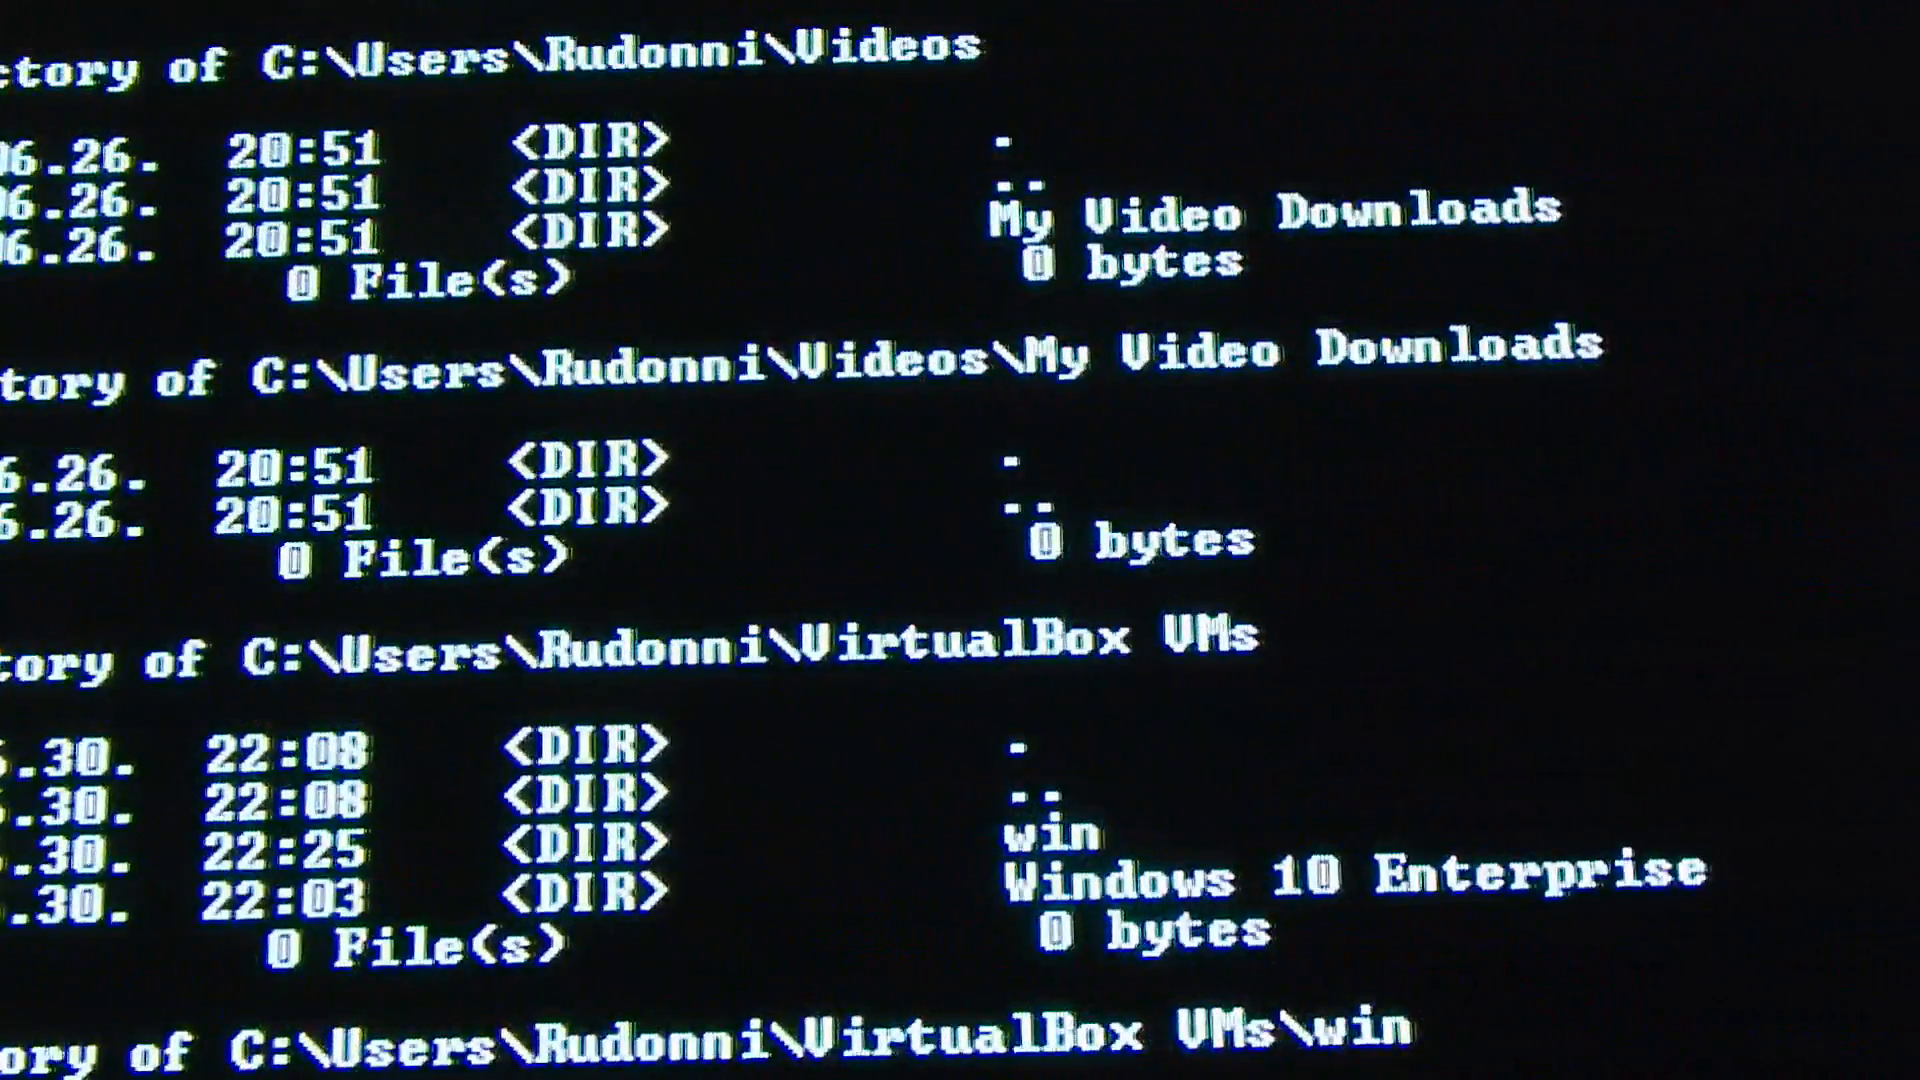 ctory of C:\Users\Rudonni\Videos
06.26. 20:51 <DIR> .
06.26. 20:51 <DIR> ..
06.26. 20:51 <DIR> My Video Downloads
0 File(s) 0 bytes
tory of C:\Users\Rudonni\Videos\My Video Downloads
6.26. 20:51 <DIR> .
6.26. 20:51 <DIR> ..
0 File(s) 0 bytes
tory of C:\Users\Rudonni\VirtualBox VMs
.30. 22:08 <DIR> .
.30. 22:08 <DIR> ..
.30. 22:25 <DIR> win
.30. 22:03 <DIR> Windows 10 Enterprise
0 File(s) 0 bytes
ory of C:\Users\Rudonni\VirtualBox VMs\win